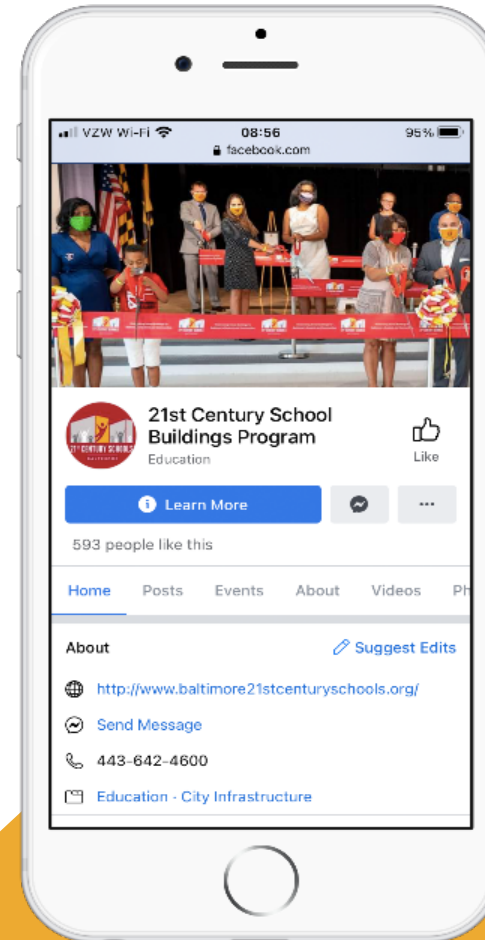 VZW Wi-Fi 08:56 95%
facebook.com
21st Century School
Buildings Program
Education
Like
Learn More
593 people like this
Home Posts Events About Videos Ph
About Suggest Edits
http://www.baltimore21stcenturyschools.org/
Send Message
443-642-4600
Education · City Infrastructure